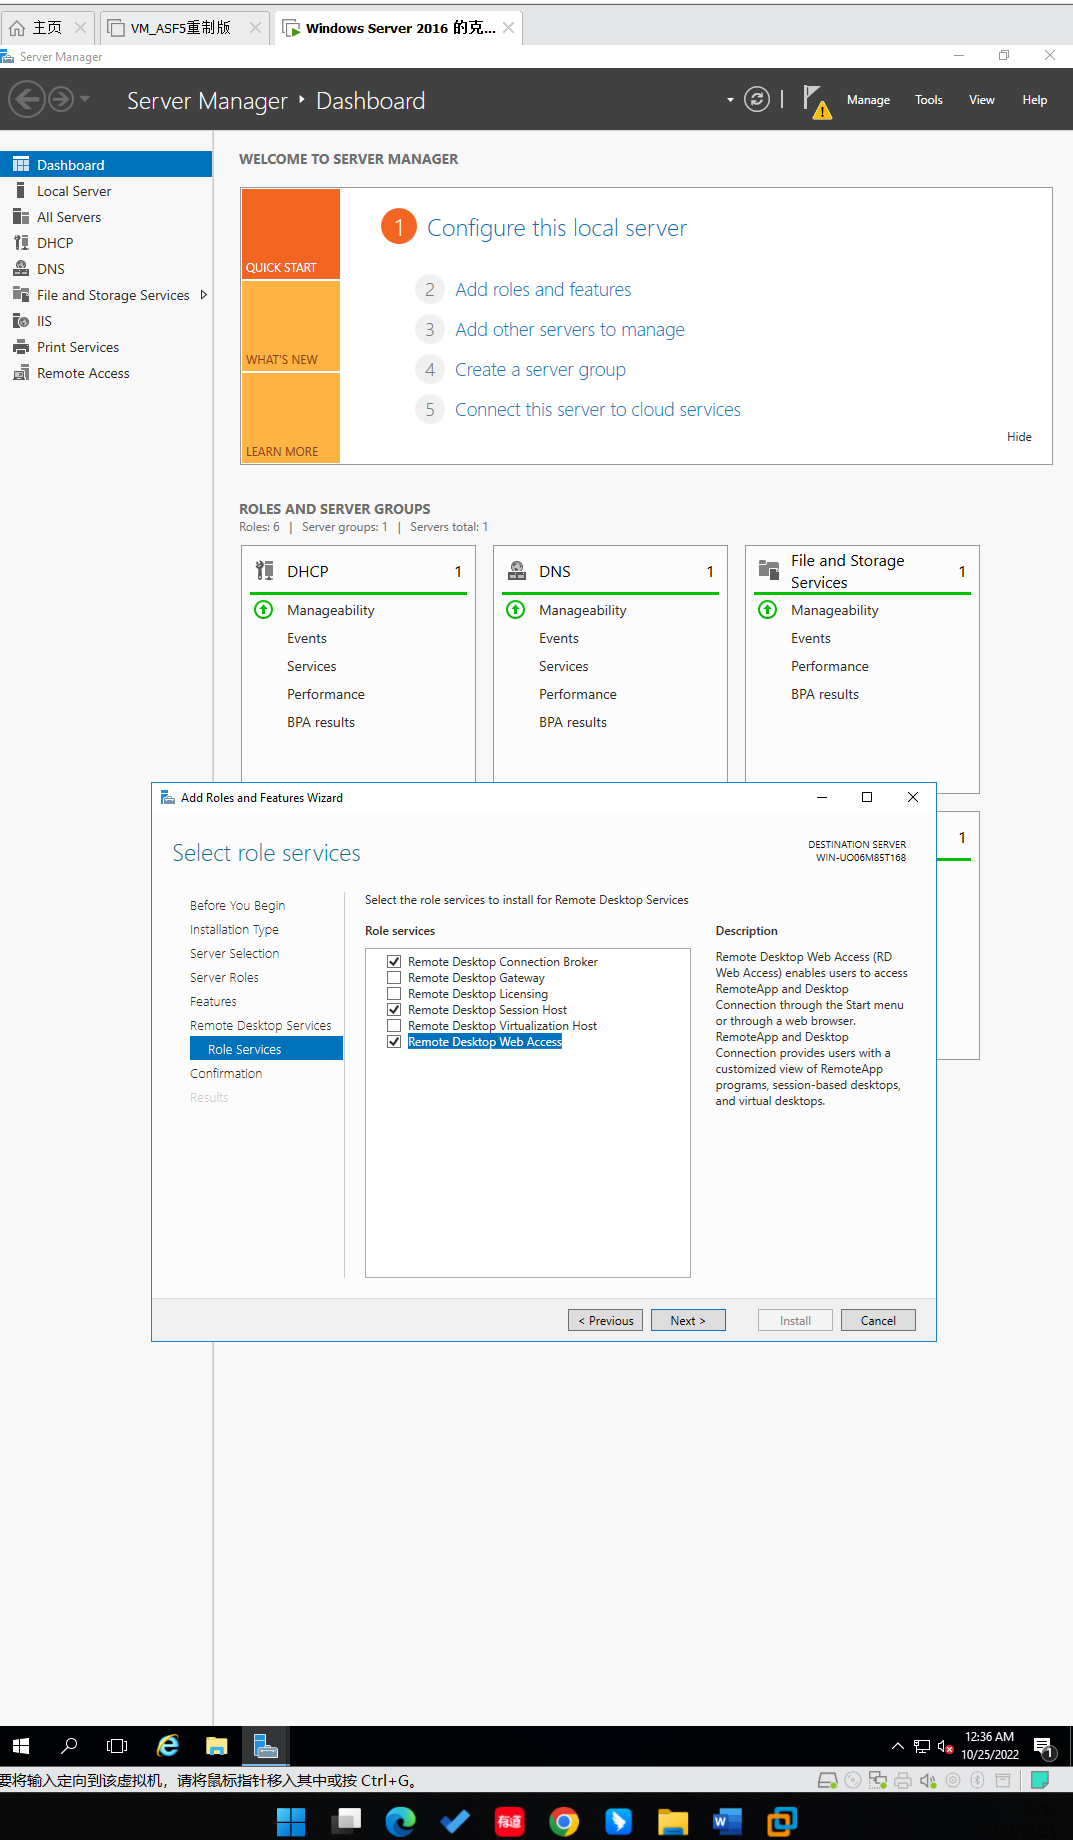 主页
VM_ASF5重制版
Windows Server 2016 的克...
Server Manager
Server Manager
Dashboard
Manage
Tools
View
Help
Dashboard
Local Server
All Servers
DHCP
DNS
File and Storage Services
IIS
Print Services
Remote Access
WELCOME TO SERVER MANAGER
QUICK START
WHAT'S NEW
LEARN MORE
1 Configure this local server
2 Add roles and features
3 Add other servers to manage
4 Create a server group
5 Connect this server to cloud services
Hide
ROLES AND SERVER GROUPS
Roles: 6 | Server groups: 1 | Servers total: 1
DHCP 1
Manageability
Events
Services
Performance
BPA results
DNS 1
Manageability
Events
Services
Performance
BPA results
File and Storage
Services
1
Manageability
Events
Performance
BPA results
1
Add Roles and Features Wizard
Select role services
DESTINATION SERVER
WIN-UO06M85T168
Before You Begin
Installation Type
Server Selection
Server Roles
Features
Remote Desktop Services
Role Services
Confirmation
Results
Select the role services to install for Remote Desktop Services
Role services
Remote Desktop Connection Broker
Remote Desktop Gateway
Remote Desktop Licensing
Remote Desktop Session Host
Remote Desktop Virtualization Host
Remote Desktop Web Access
Description
Remote Desktop Web Access (RD
Web Access) enables users to access
RemoteApp and Desktop
Connection through the Start menu
or through a web browser.
RemoteApp and Desktop
Connection provides users with a
customized view of RemoteApp
programs, session-based desktops,
and virtual desktops.
< Previous
Next >
Install
Cancel
12:36 AM
10/25/2022
1
要将输入定向到该虚拟机，请将鼠标指针移入其中或按 Ctrl+G。
有道
W